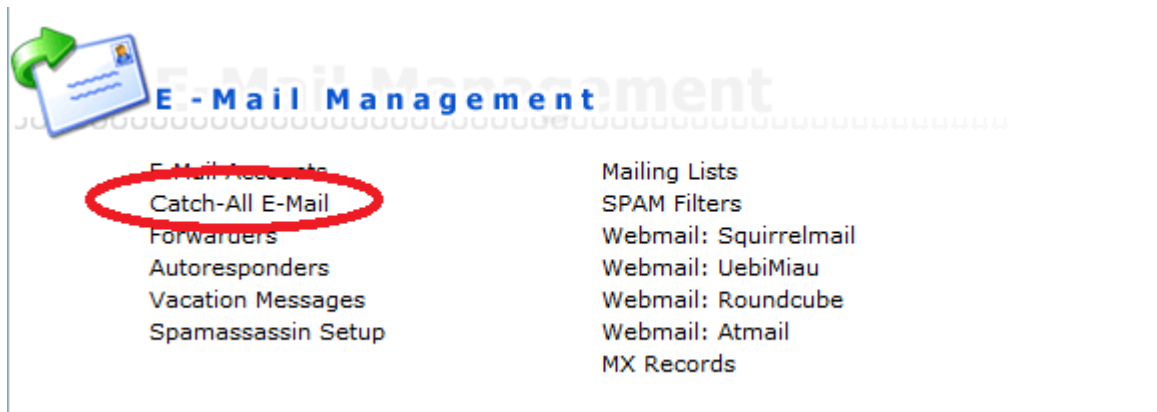 E-Mail Management
E-Mail Accounts
Catch-All E-Mail
Forwarders
Autoresponders
Vacation Messages
Spamassassin Setup
Mailing Lists
SPAM Filters
Webmail: Squirrelmail
Webmail: UebiMiau
Webmail: Roundcube
Webmail: Atmail
MX Records